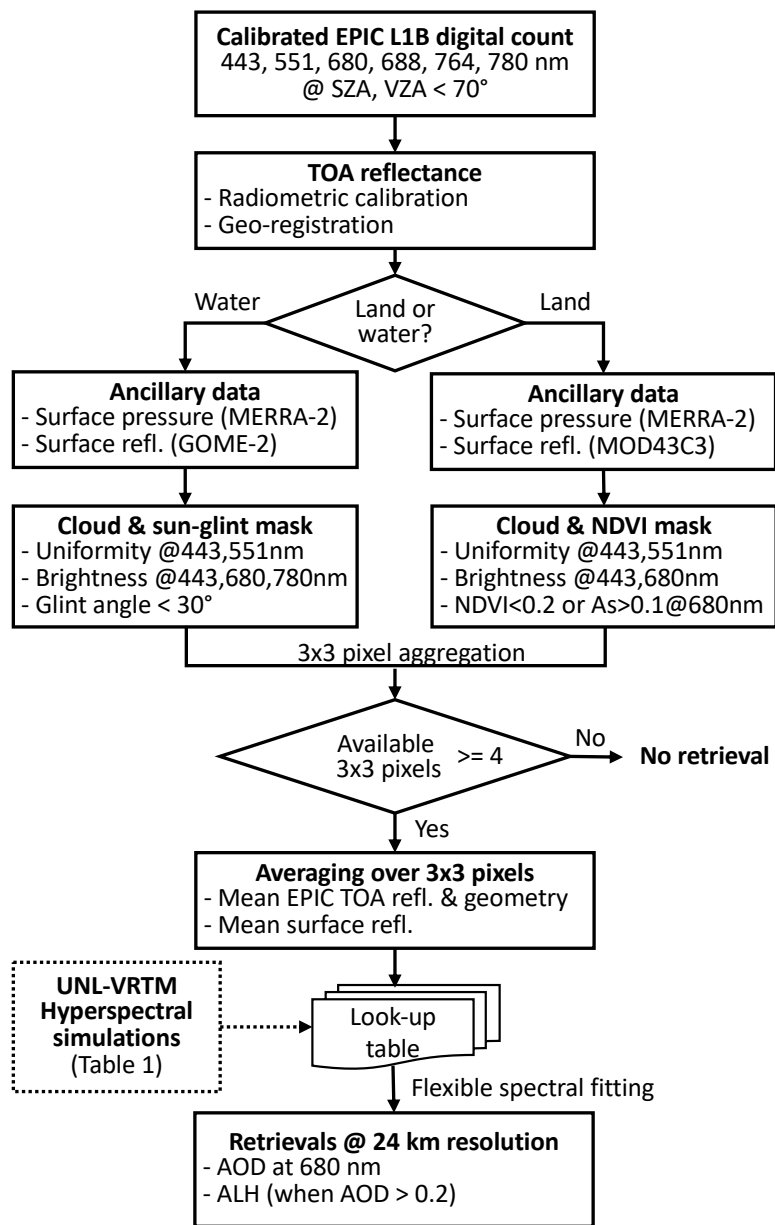 Calibrated EPIC L1B digital count
443, 551, 680, 688, 764, 780 nm
@ SZA, VZA < 70°
TOA reflectance
- Radiometric calibration
- Geo-registration
Water
Land or
water?
Land
Ancillary data
- Surface pressure (MERRA-2)
- Surface refl. (GOME-2)
Ancillary data
- Surface pressure (MERRA-2)
- Surface refl. (MOD43C3)
Cloud & sun-glint mask
- Uniformity @443,551nm
- Brightness @443,680,780nm
- Glint angle < 30°
Cloud & NDVI mask
- Uniformity @443,551nm
- Brightness @443,680nm
- NDVI<0.2 or As>0.1@680nm
3x3 pixel aggregation
Available
3x3 pixels
>= 4
No
No retrieval
Yes
Averaging over 3x3 pixels
- Mean EPIC TOA refl. & geometry
- Mean surface refl.
UNL-VRTM
Hyperspectral
simulations
(Table 1)
Look-up
table
Flexible spectral fitting
Retrievals @ 24 km resolution
- AOD at 680 nm
- ALH (when AOD > 0.2)